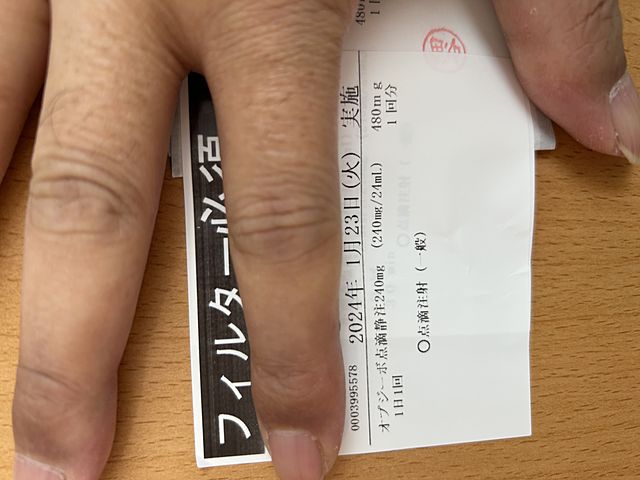 フィルター必須
0003995578 2024年 1月23日(火) 実施
オプジーボ点滴静注240mg (240mg/24mL) 480mg
1日1回 1回分
〇点滴注射 (一般)